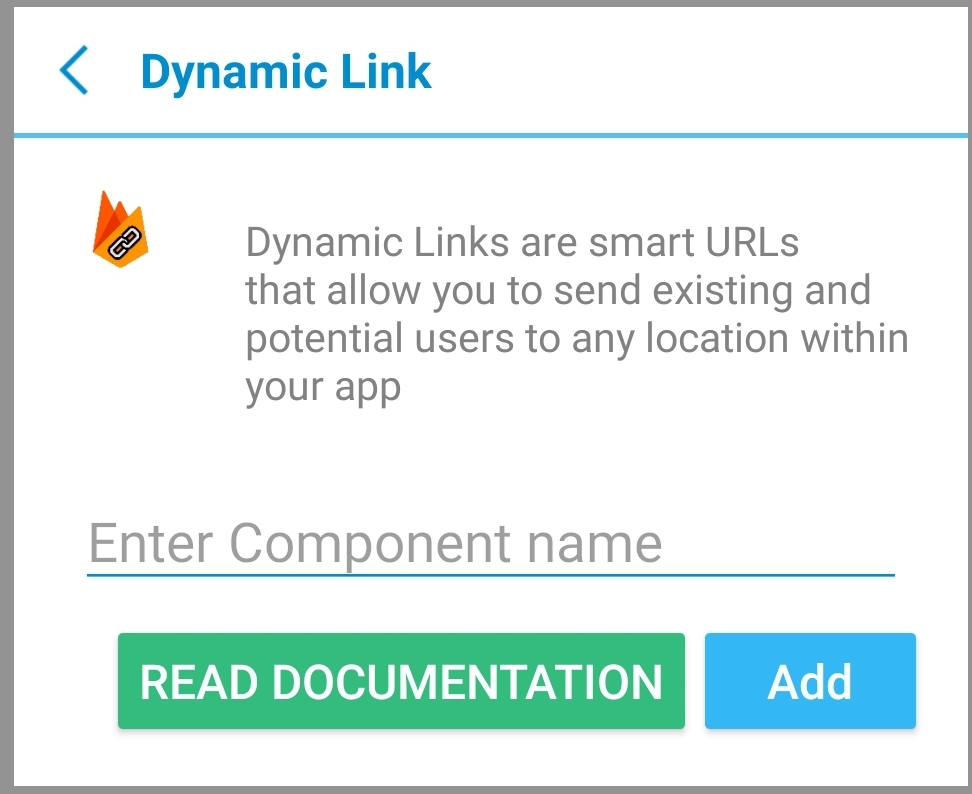 Dynamic Link
Dynamic Links are smart URLs
that allow you to send existing and
potential users to any location within
your app
Enter Component name
READ DOCUMENTATION
Add